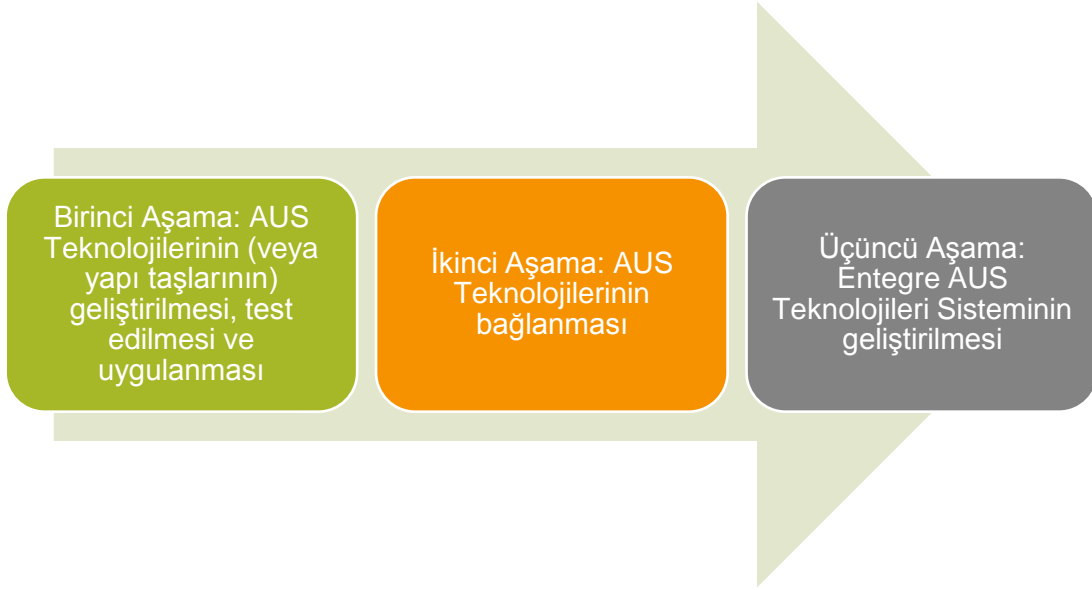 Birinci Aşama: AUS
Teknolojilerinin (veya
yapı taşlarının)
geliştirilmesi, test
edilmesi ve
uygulanması
İkinci Aşama: AUS
Teknolojilerinin
bağlanması
Üçüncü Aşama:
Entegre AUS
Teknolojileri Sisteminin
geliştirilmesi